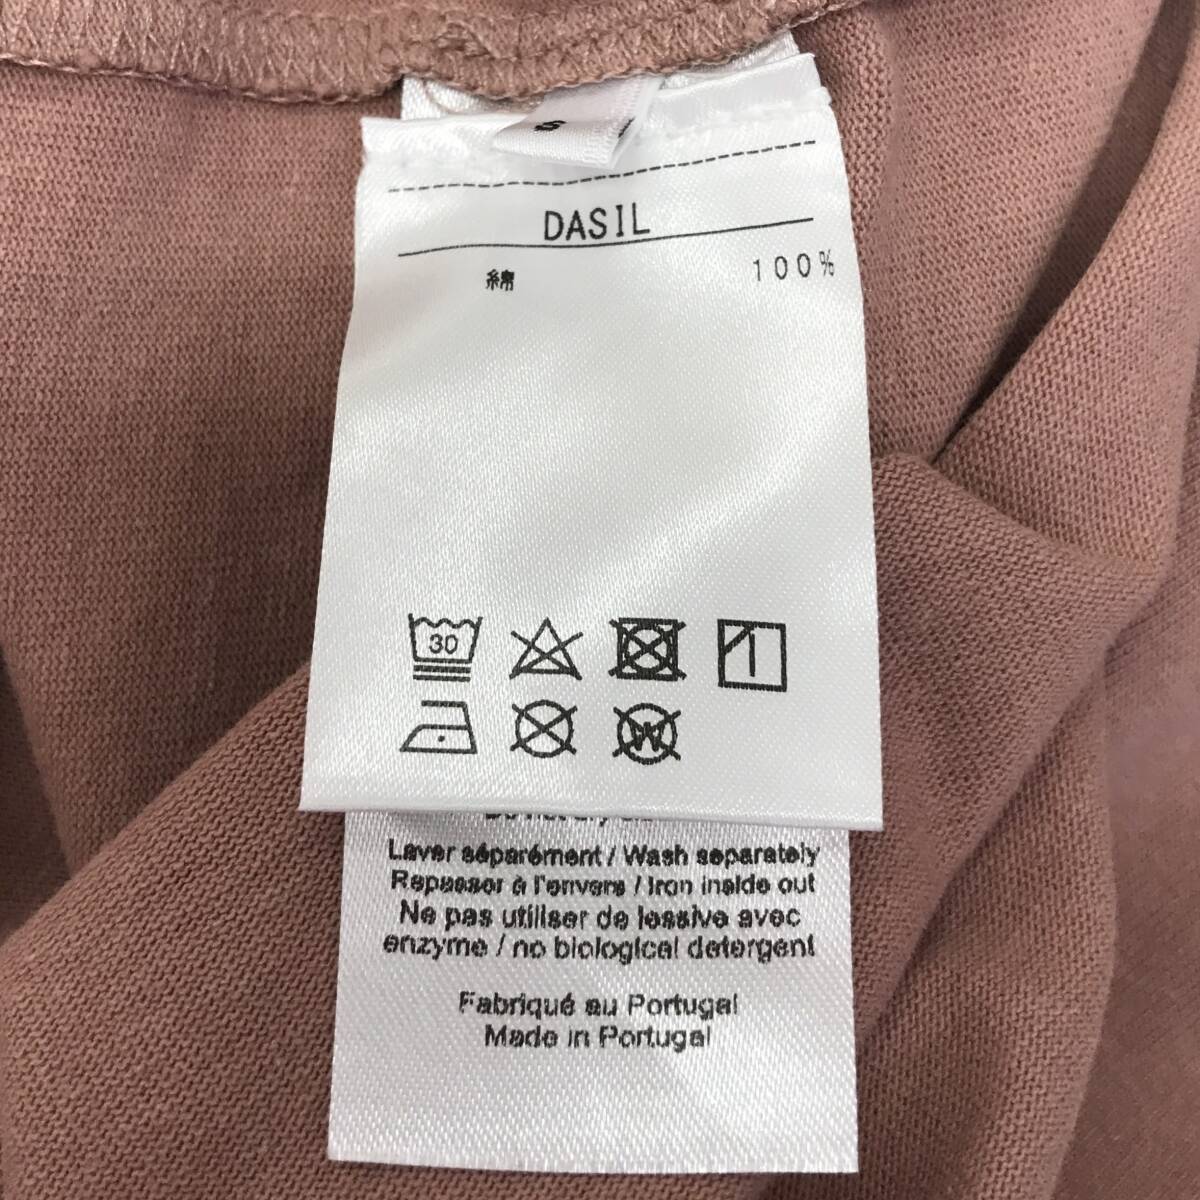 S
DASIL
綿 100%
30
W
Laver séparément / Wash separately
Repasser à l'envers / Iron inside out
Ne pas utiliser de lessive avec
enzyme / no biological detergent
Fabriqué au Portugal
Made in Portugal